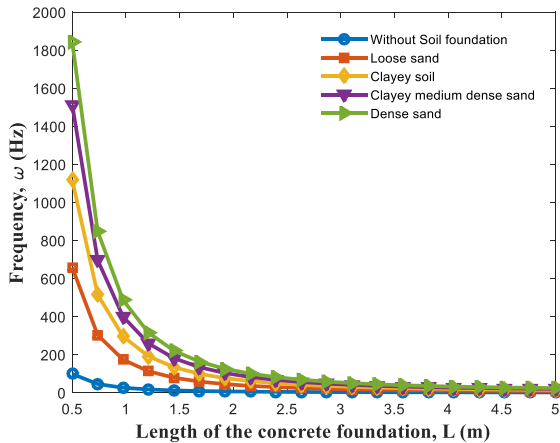 2000
1800
1600
1400
1200
1000
800
600
400
200
0
Frequency, ω (Hz)
Without Soil foundation
Loose sand
Clayey soil
Clayey medium dense sand
Dense sand
0.5 1 1.5 2 2.5 3 3.5 4 4.5 5
Length of the concrete foundation, L (m)